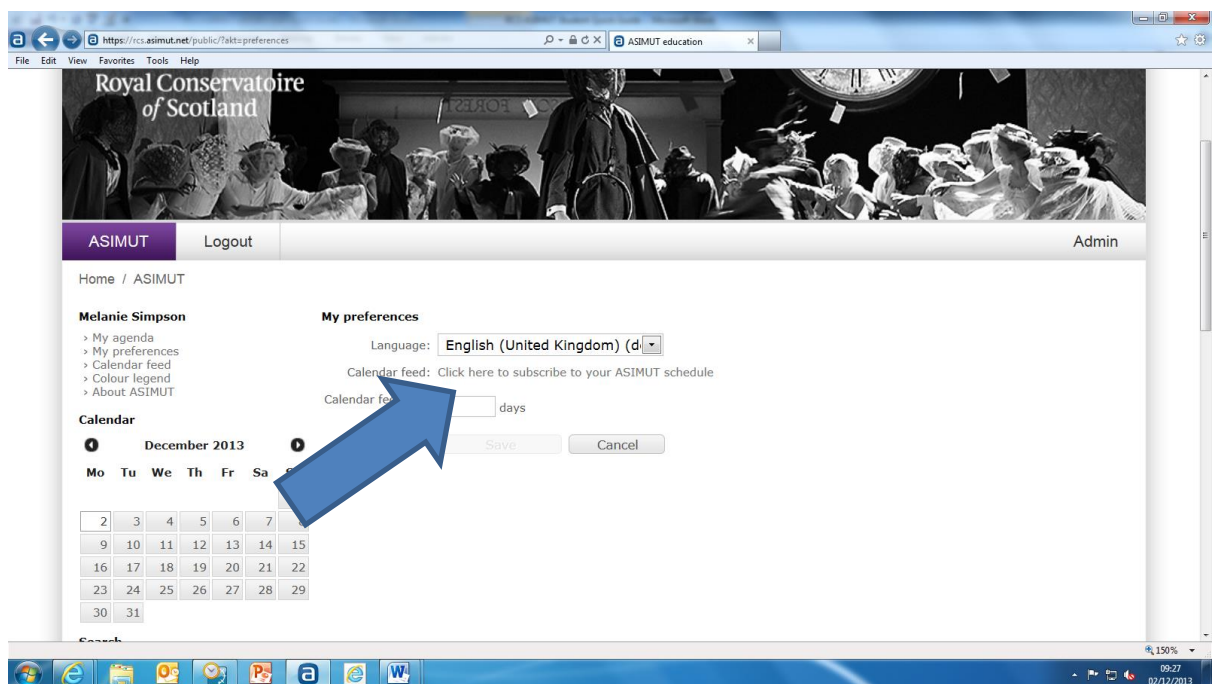 https://rcs.asimut.net/public/?akt=preferences
ASIMUT education
File Edit View Favorites Tools Help
Royal Conservatoire
of Scotland
ASIMUT Logout Admin
Home / ASIMUT
Melanie Simpson
› My agenda
› My preferences
› Calendar feed
› Colour legend
› About ASIMUT
My preferences
Language: English (United Kingdom) (d
Calendar feed: Click here to subscribe to your ASIMUT schedule
Calendar days
Save Cancel
Calendar
December 2013
Mo Tu We Th Fr Sa
2 3 4 5 6 7 8
9 10 11 12 13 14 15
16 17 18 19 20 21 22
23 24 25 26 27 28 29
30 31
Search
150%
09:27
02/12/2013